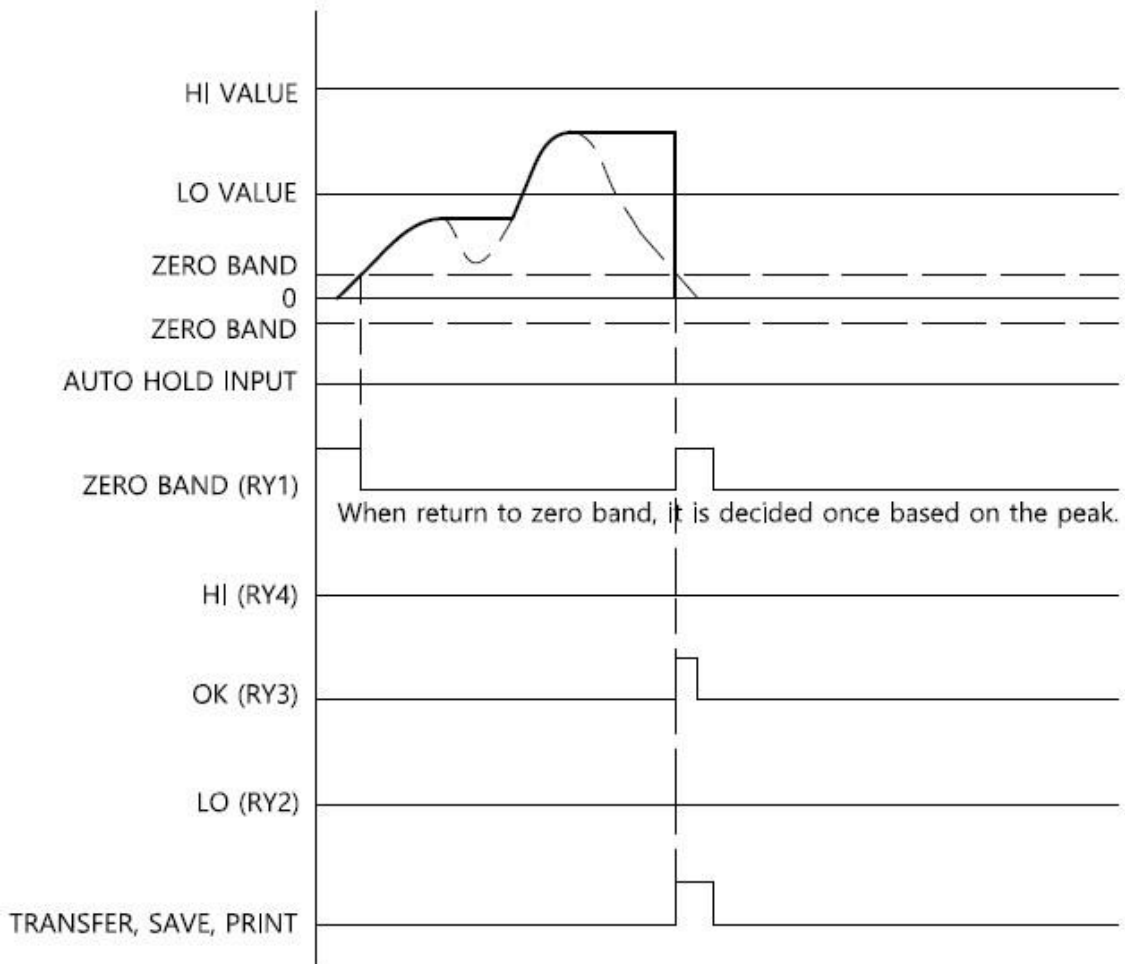 HI VALUE
LO VALUE
ZERO BAND
0
ZERO BAND
AUTO HOLD INPUT
ZERO BAND (RY1)
When return to zero band, it is decided once based on the peak.
HI (RY4)
OK (RY3)
LO (RY2)
TRANSFER, SAVE, PRINT